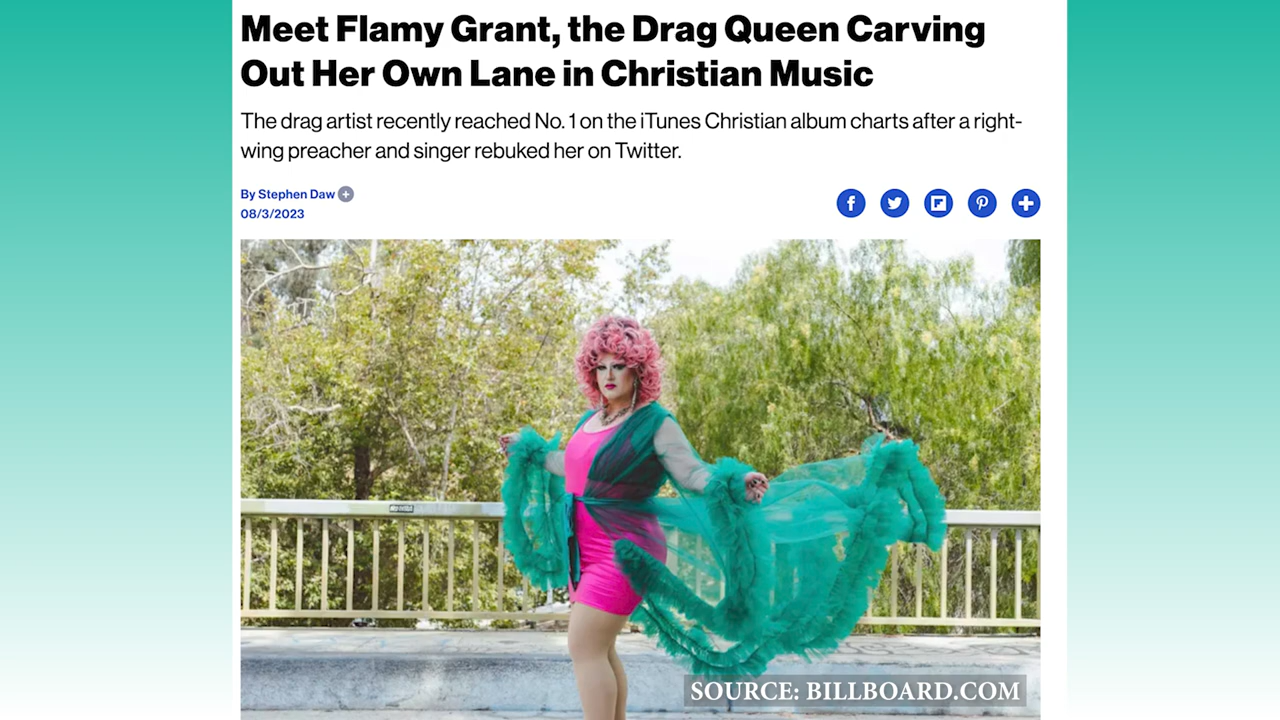 Meet Flamy Grant, the Drag Queen Carving
Out Her Own Lane in Christian Music
The drag artist recently reached No. 1 on the iTunes Christian album charts after a right-
wing preacher and singer rebuked her on Twitter.
By Stephen Daw
08/3/2023
SOURCE: BILLBOARD.COM